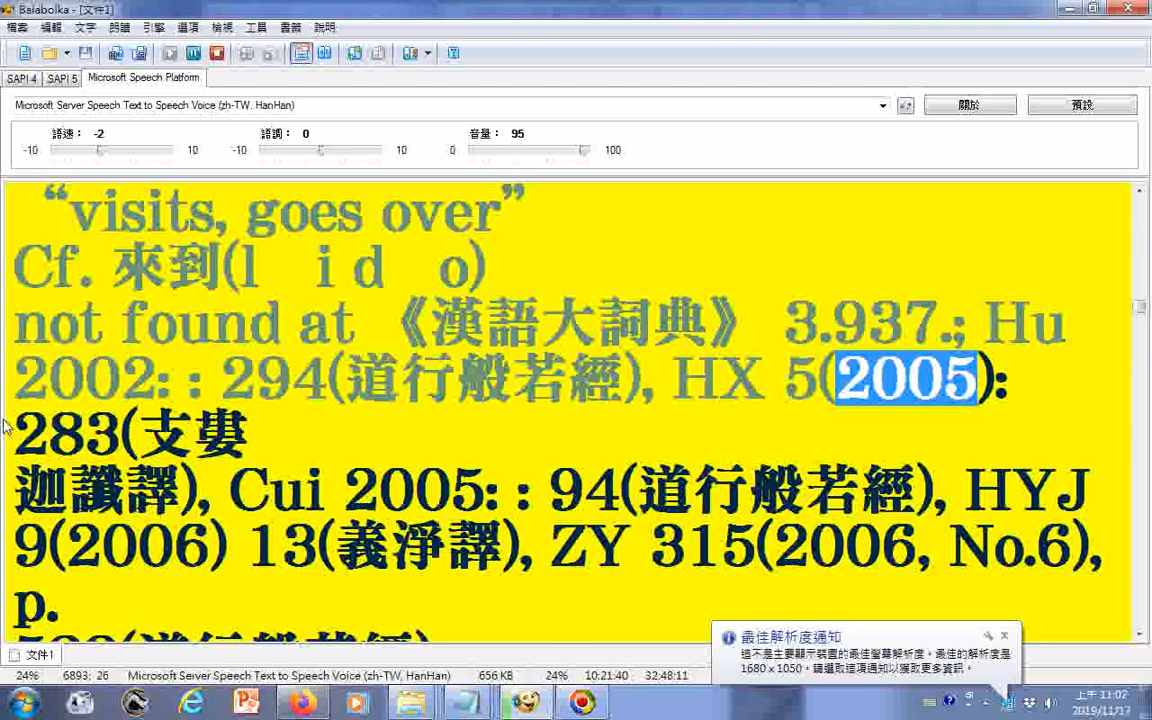 Balabolka - [文件1]
檔案 編輯 文字 朗讀 引擎 選項 檢視 工具 書籤 說明
SAPI 4 SAPI 5 Microsoft Speech Platform
Microsoft Server Speech Text to Speech Voice (zh-TW, HanHan)
關於 預設
語速： -2 語調： 0 音量： 95
-10 10 -10 10 0 100
“visits, goes over”
Cf. 來到(l i d o)
not found at 《漢語大詞典》 3.937.; Hu
2002: : 294(道行般若經), HX 5(2005):
283(支婁
迦讖譯), Cui 2005: : 94(道行般若經), HYJ
9(2006) 13(義淨譯), ZY 315(2006, No.6),
p.
最佳解析度通知
這不是主要顯示裝置的最佳螢幕解析度。最佳的解析度是
1680 x 1050。請選取這項通知以獲取更多資訊。
文件1
24% 6893: 26 Microsoft Server Speech Text to Speech Voice (zh-TW, HanHan) 656 KB 24% 10:21:40 32:48:11
上午 11:02
2019/11/17